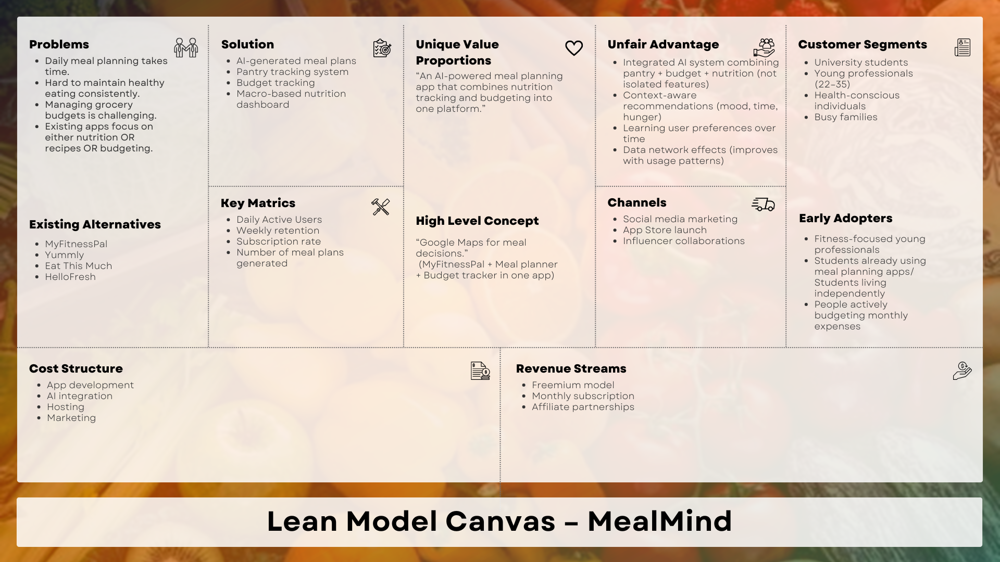 Problems
Daily meal planning takes
time.
Hard to maintain healthy
eating consistently.
Managing grocery
budgets is challenging.
Existing apps focus on
either nutrition OR
recipes OR budgeting.
Existing Alternatives
MyFitnessPal
Yummly
Eat This Much
HelloFresh
Solution
AI-generated meal plans
Pantry tracking system
Budget tracking
Macro-based nutrition
dashboard
Key Matrics
Daily Active Users
Weekly retention
Subscription rate
Number of meal plans
generated
Unique Value
Proportions
“An AI-powered meal planning
app that combines nutrition
tracking and budgeting into
one platform.”
High Level Concept
“Google Maps for meal
decisions.”
(MyFitnessPal + Meal planner
+ Budget tracker in one app)
Unfair Advantage
Integrated AI system combining
pantry + budget + nutrition (not
isolated features)
Context-aware
recommendations (mood, time,
hunger)
Learning user preferences over
time
Data network effects (improves
with usage patterns)
Channels
Social media marketing
App Store launch
Influencer collaborations
Customer Segments
University students
Young professionals
(22–35)
Health-conscious
individuals
Busy families
Early Adopters
Fitness-focused young
professionals
Students already using
meal planning apps/
Students living
independently
People actively
budgeting monthly
expenses
Cost Structure
App development
AI integration
Hosting
Marketing
Revenue Streams
Freemium model
Monthly subscription
Affiliate partnerships
Lean Model Canvas – MealMind